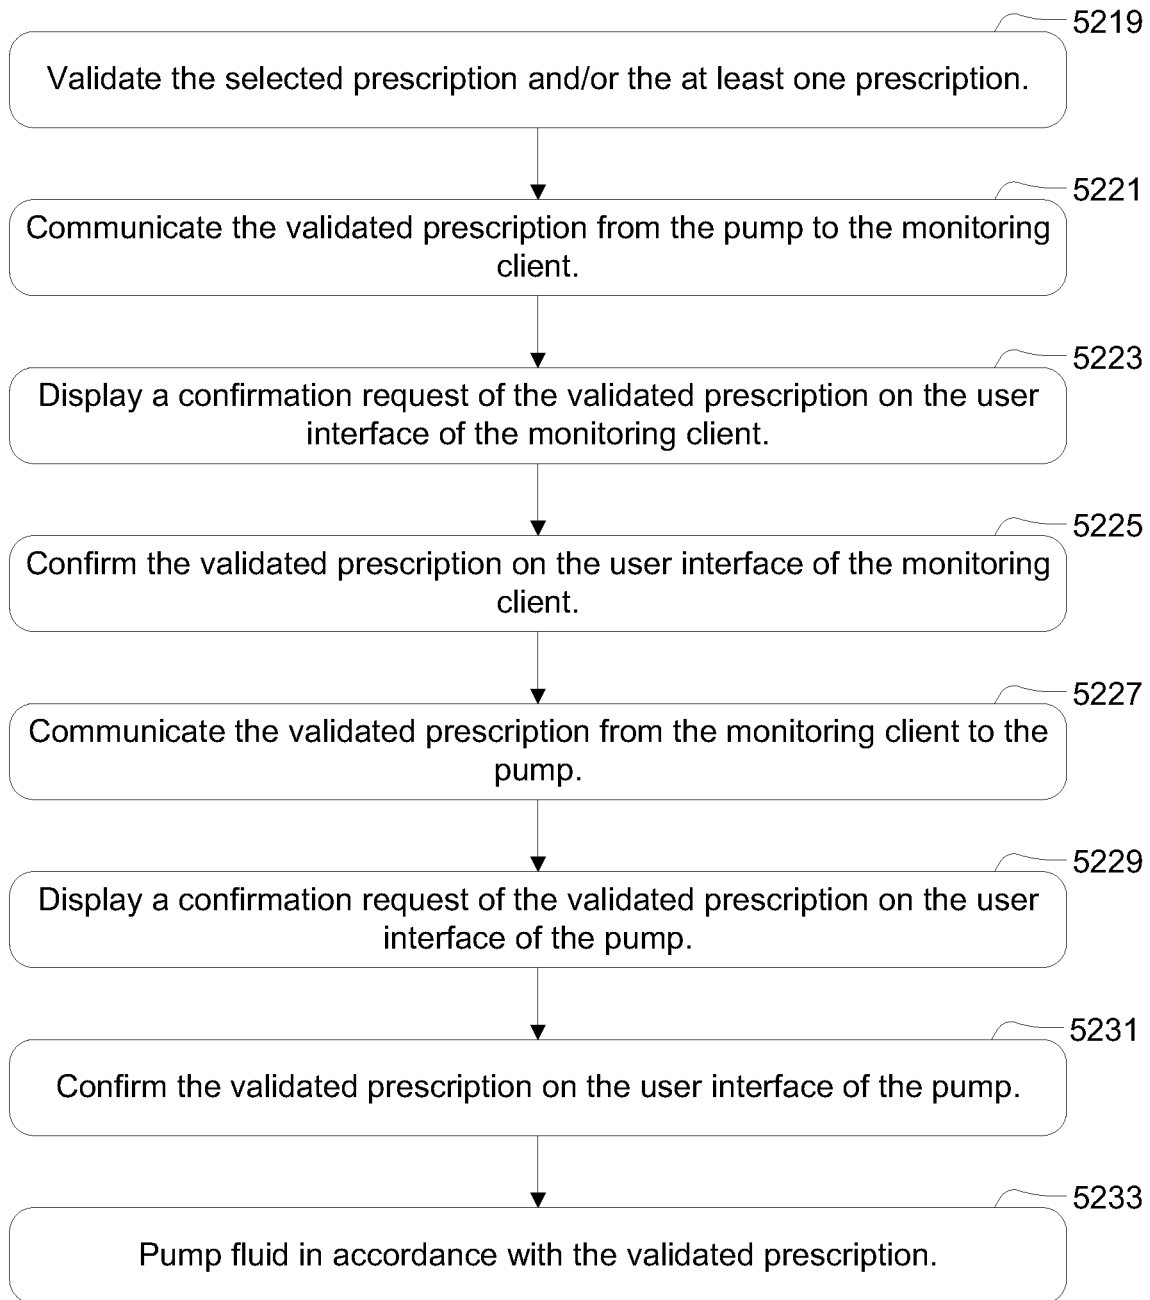 5219
Validate the selected prescription and/or the at least one prescription.
5221
Communicate the validated prescription from the pump to the monitoring
client.
5223
Display a confirmation request of the validated prescription on the user
interface of the monitoring client.
5225
Confirm the validated prescription on the user interface of the monitoring
client.
5227
Communicate the validated prescription from the monitoring client to the
pump.
5229
Display a confirmation request of the validated prescription on the user
interface of the pump.
5231
Confirm the validated prescription on the user interface of the pump.
5233
Pump fluid in accordance with the validated prescription.